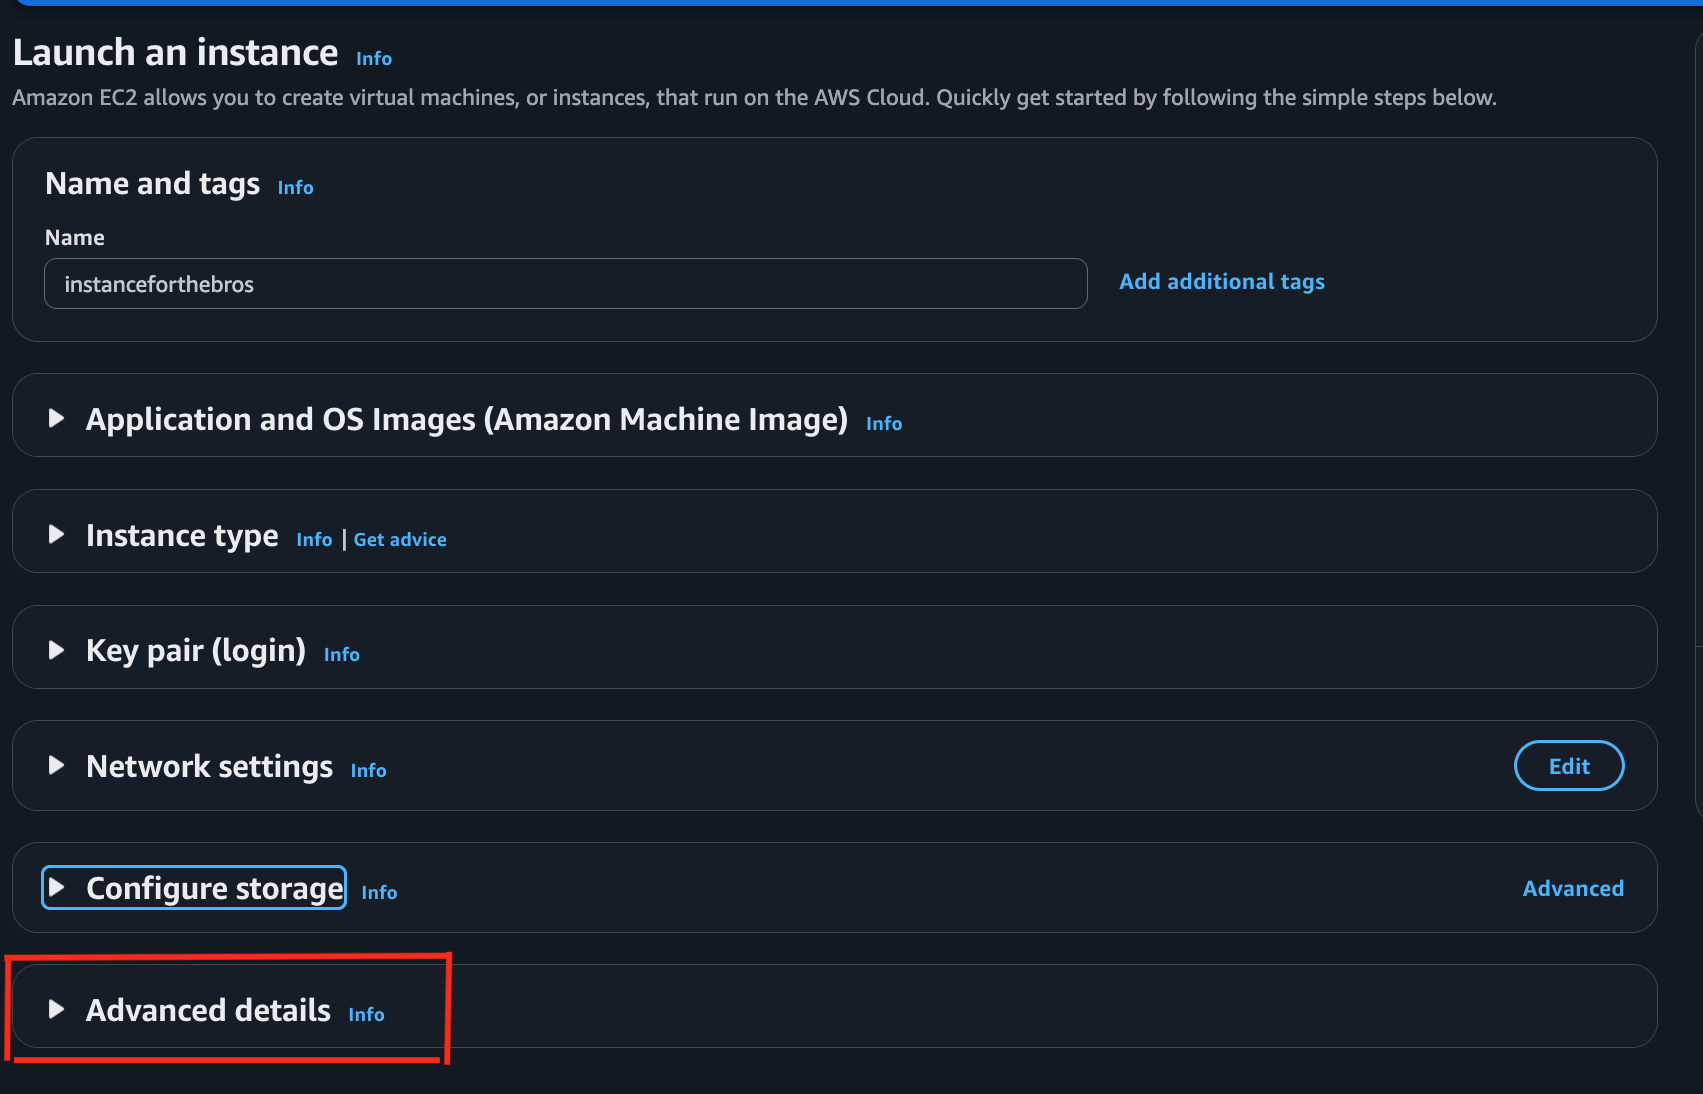 Launch an instance Info
Amazon EC2 allows you to create virtual machines, or instances, that run on the AWS Cloud. Quickly get started by following the simple steps below.
Name and tags Info
Name
instanceforthebros
Add additional tags
Application and OS Images (Amazon Machine Image) Info
Instance type Info | Get advice
Key pair (login) Info
Network settings Info
Edit
Configure storage Info
Advanced
Advanced details Info